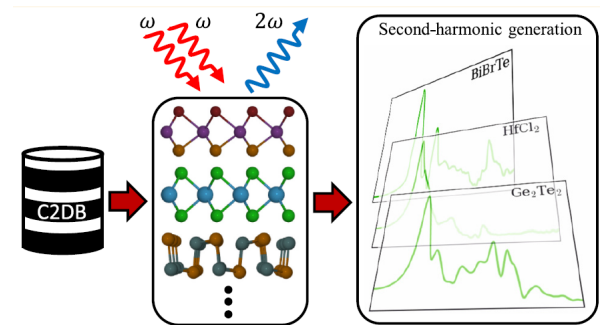 ω ω 2ω
Second-harmonic generation
BiBrTe
HfCl₂
Ge₂Te₂
C2DB